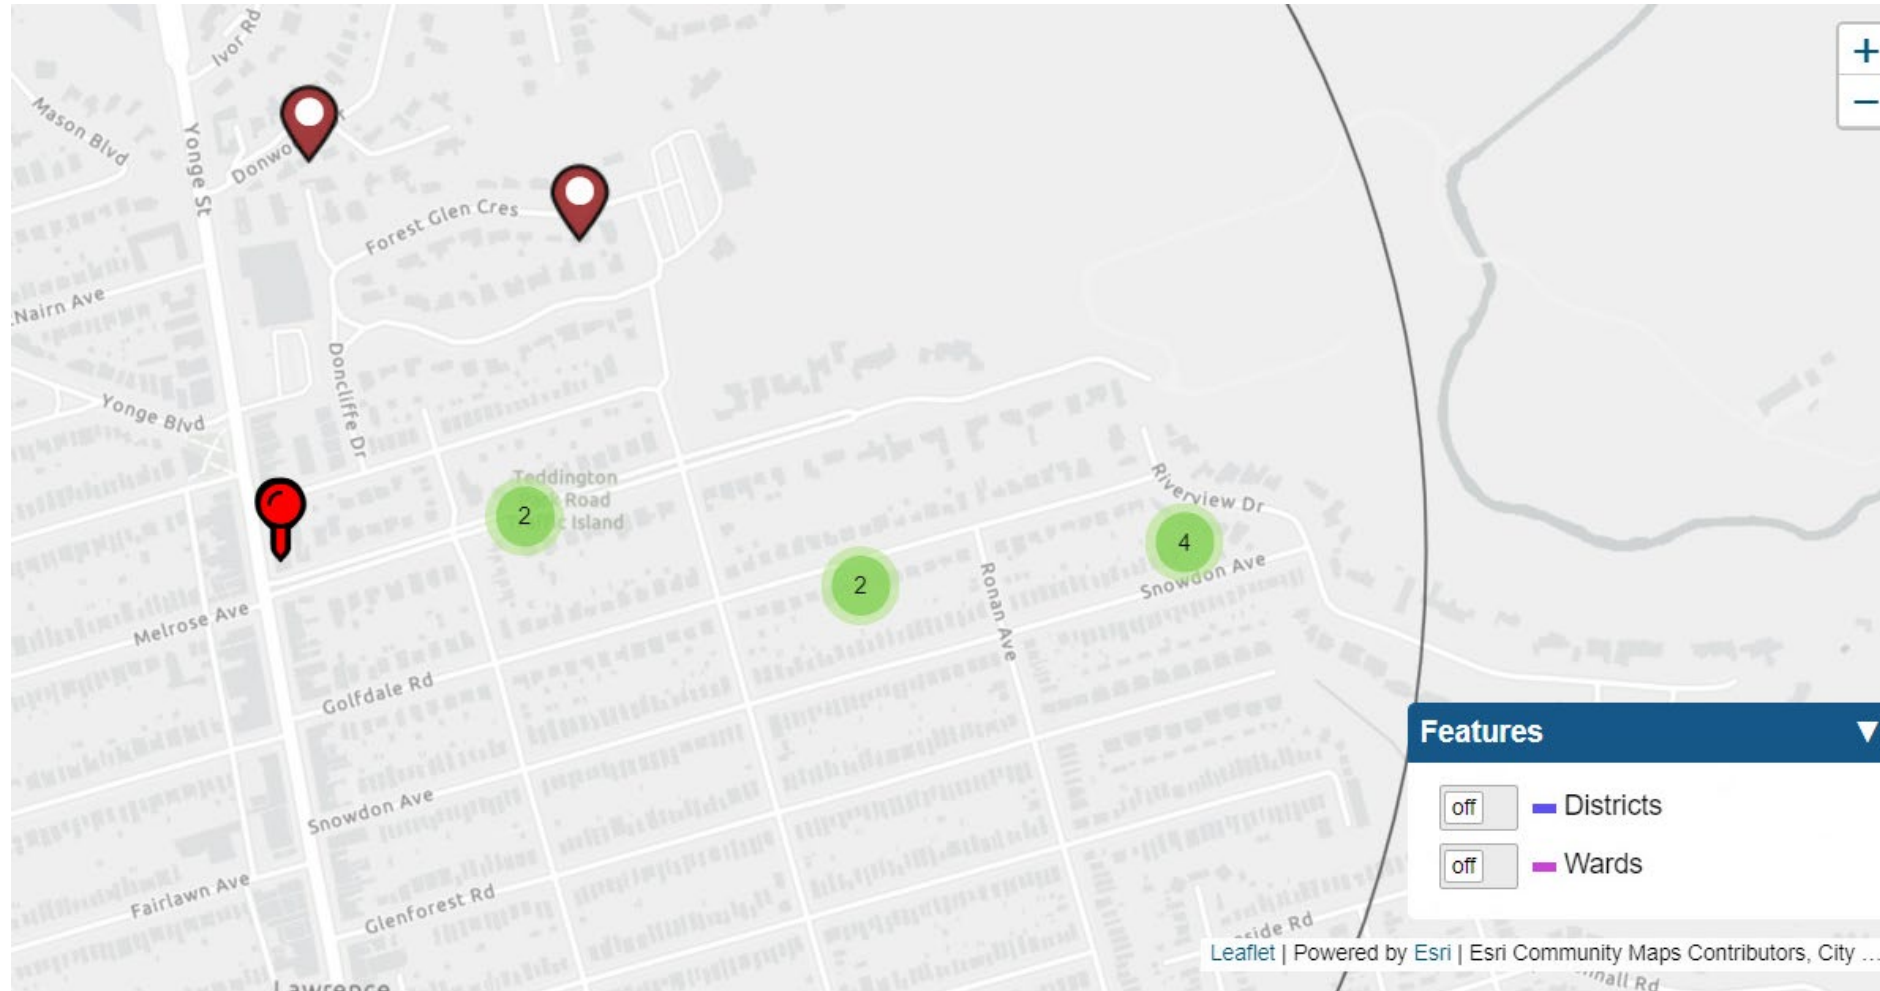 Ivor Rd
Mason Blvd
Yonge St
Forest Glen Cres
Nairn Ave
Doncliffe Dr
Yonge Blvd
Teddington
Road
Island
2
2
4
Riverview Dr
Snowdon Ave
Ronan Ave
Melrose Ave
Golfdale Rd
Snowdon Ave
Fairlawn Ave
Glenforest Rd
Lawrence
Rd
+
−
Features
▼
off
Districts
off
Wards
Leaflet | Powered by Esri | Esri Community Maps Contributors, City ...
Rd